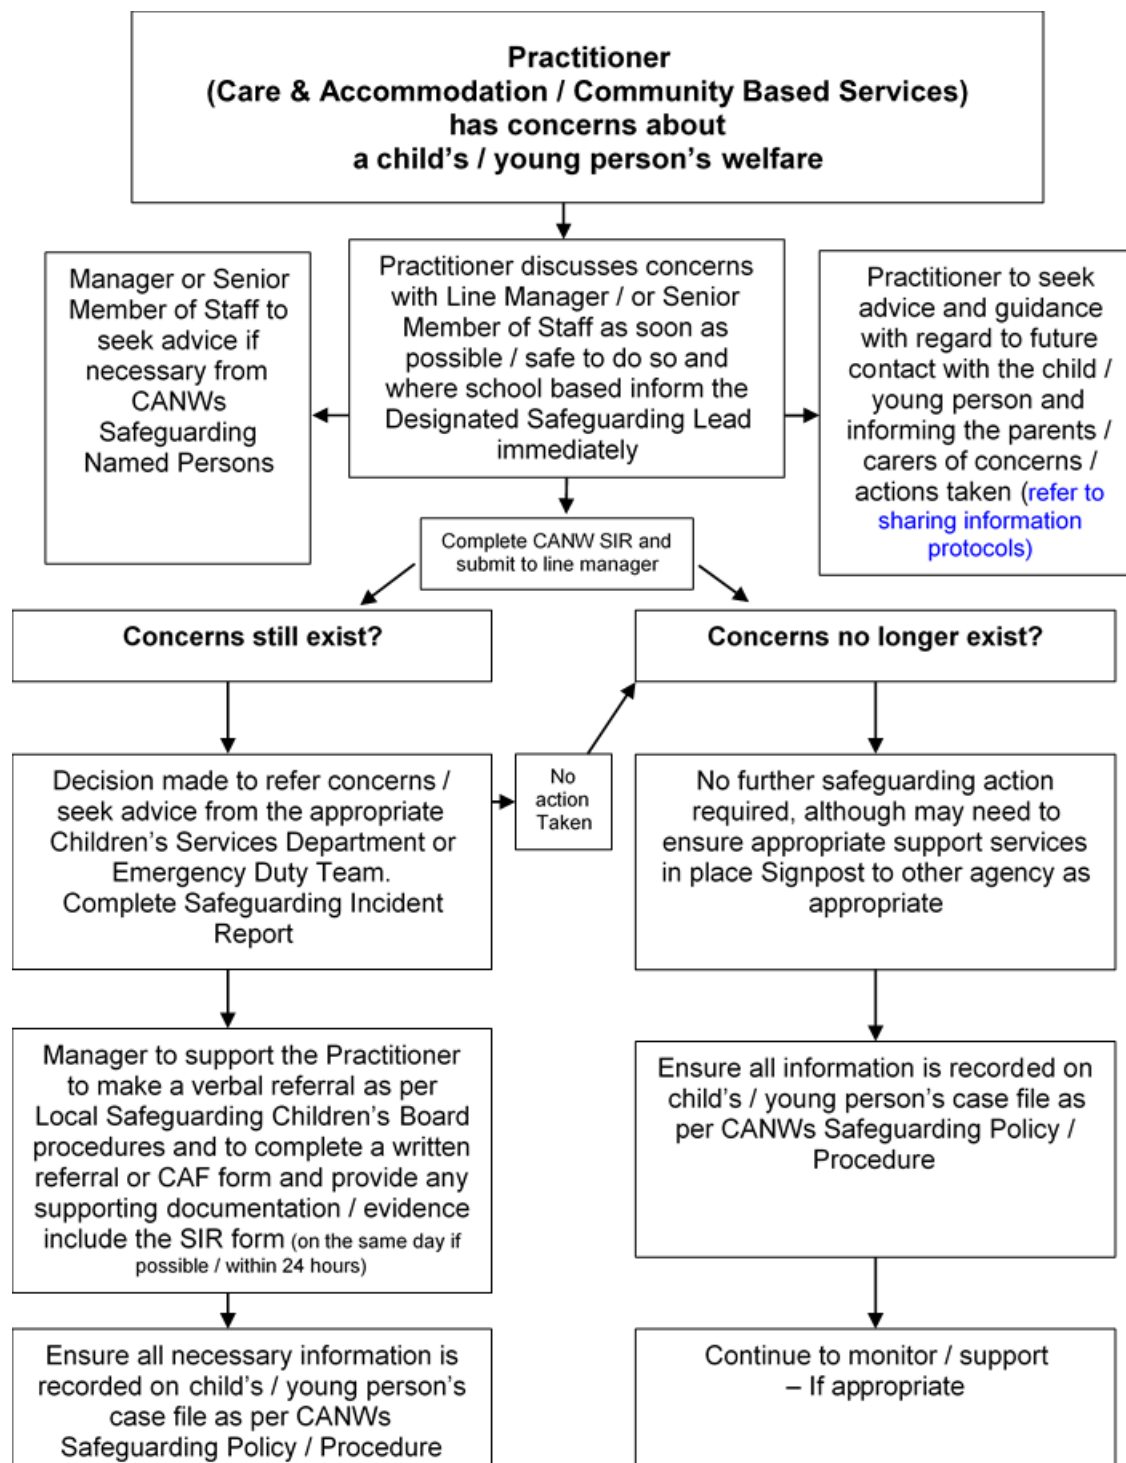 Practitioner
(Care & Accommodation / Community Based Services)
has concerns about
a child's / young person's welfare
Manager or Senior
Member of Staff to
seek advice if
necessary from
CANWs
Safeguarding
Named Persons
Practitioner discusses concerns
with Line Manager / or Senior
Member of Staff as soon as
possible / safe to do so and
where school based inform the
Designated Safeguarding Lead
immediately
Practitioner to seek
advice and guidance
with regard to future
contact with the child /
young person and
informing the parents /
carers of concerns /
actions taken (refer to
sharing information
protocols)
Complete CANW SIR and
submit to line manager
Concerns still exist?
Concerns no longer exist?
Decision made to refer concerns /
seek advice from the appropriate
Children's Services Department or
Emergency Duty Team.
Complete Safeguarding Incident
Report
No
action
Taken
No further safeguarding action
required, although may need to
ensure appropriate support services
in place Signpost to other agency as
appropriate
Manager to support the Practitioner
to make a verbal referral as per
Local Safeguarding Children's Board
procedures and to complete a written
referral or CAF form and provide any
supporting documentation / evidence
include the SIR form (on the same day if
possible / within 24 hours)
Ensure all information is recorded on
child's / young person's case file as
per CANWs Safeguarding Policy /
Procedure
Ensure all necessary information is
recorded on child's / young person's
case file as per CANWs
Safeguarding Policy / Procedure
Continue to monitor / support
– If appropriate